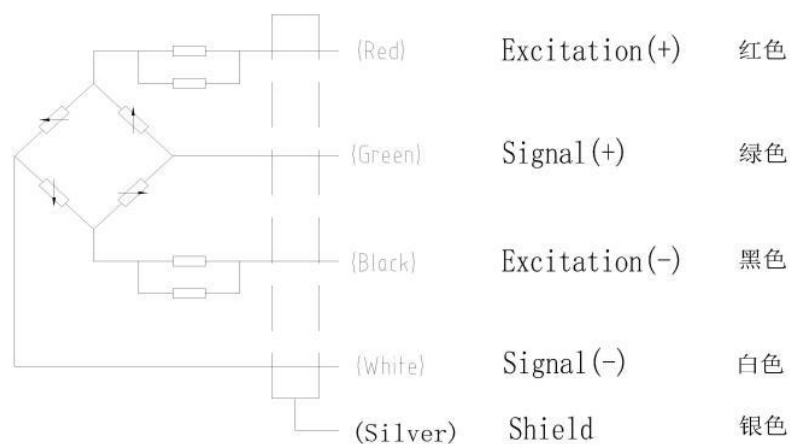 (Red) Excitation(+) 红色
(Green) Signal(+) 绿色
(Black) Excitation(-) 黑色
(White) Signal(-) 白色
(Silver) Shield 银色